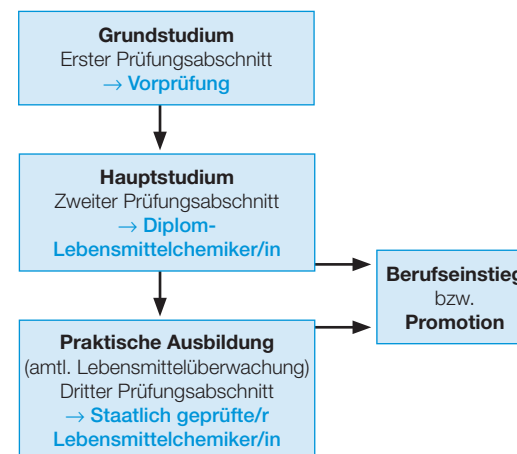 Grundstudium
Erster Prüfungsabschnitt
→ Vorprüfung
Hauptstudium
Zweiter Prüfungsabschnitt
→ Diplom-
Lebensmittelchemiker/in
Berufseinstieg
bzw.
Promotion
Praktische Ausbildung
(amtl. Lebensmittelüberwachung)
Dritter Prüfungsabschnitt
→ Staatlich geprüfte/r
Lebensmittelchemiker/in